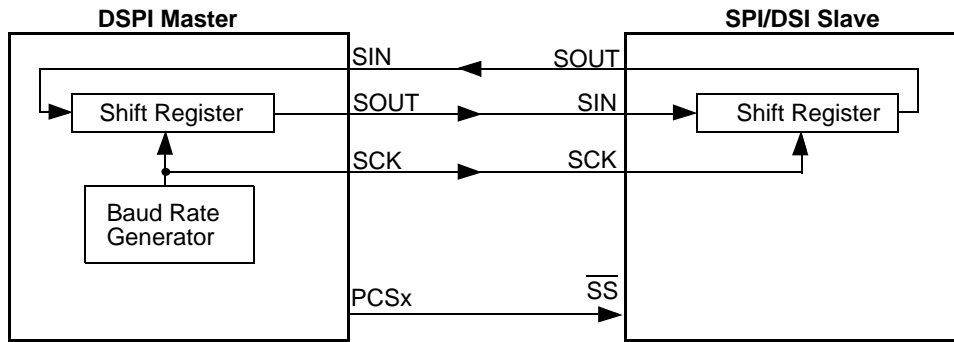 DSPI Master
SPI/DSI Slave
SIN
SOUT
Shift Register
SOUT
SIN
Shift Register
SCK
SCK
Baud Rate
Generator
PCSx
SS